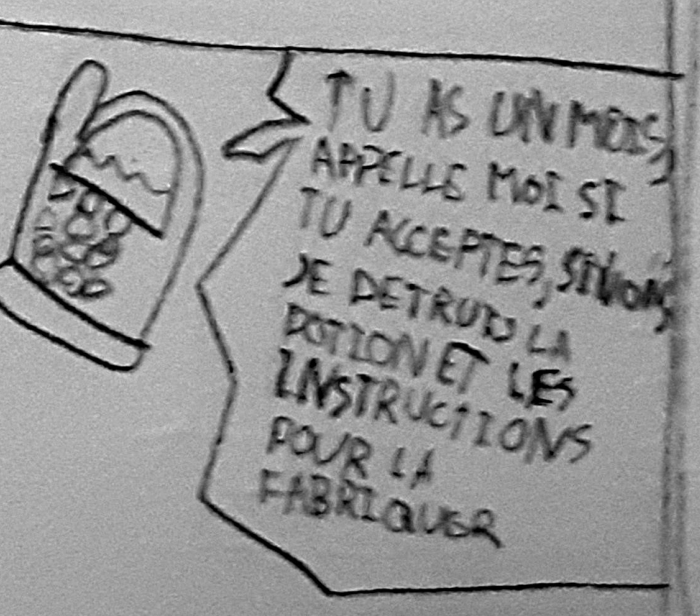 TU AS UN MOIS,
APPELLE MOI SI
TU ACCEPTES, SINON,
JE DETRUIS LA
POTION ET LES
INSTRUCTIONS
POUR LA
FABRIQUER